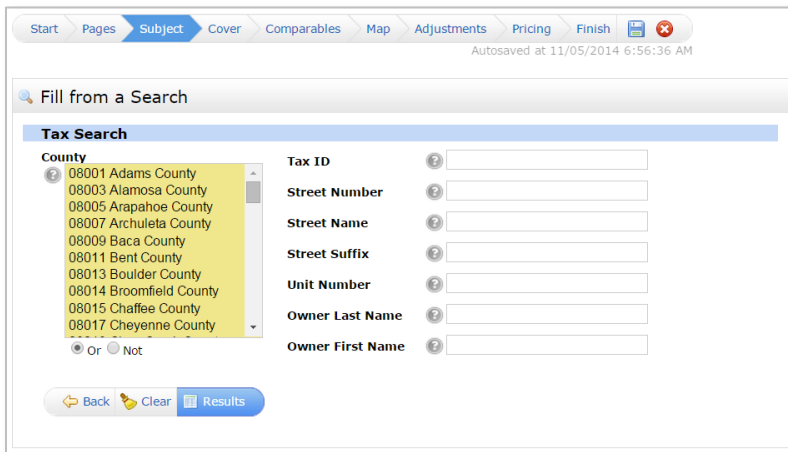 Start Pages Subject Cover Comparables Map Adjustments Pricing Finish
Autosaved at 11/05/2014 6:56:36 AM
Fill from a Search
Tax Search
County
08001 Adams County
08003 Alamosa County
08005 Arapahoe County
08007 Archuleta County
08009 Baca County
08011 Bent County
08013 Boulder County
08014 Broomfield County
08015 Chaffee County
08017 Cheyenne County
Or Not
Tax ID
Street Number
Street Name
Street Suffix
Unit Number
Owner Last Name
Owner First Name
Back Clear Results